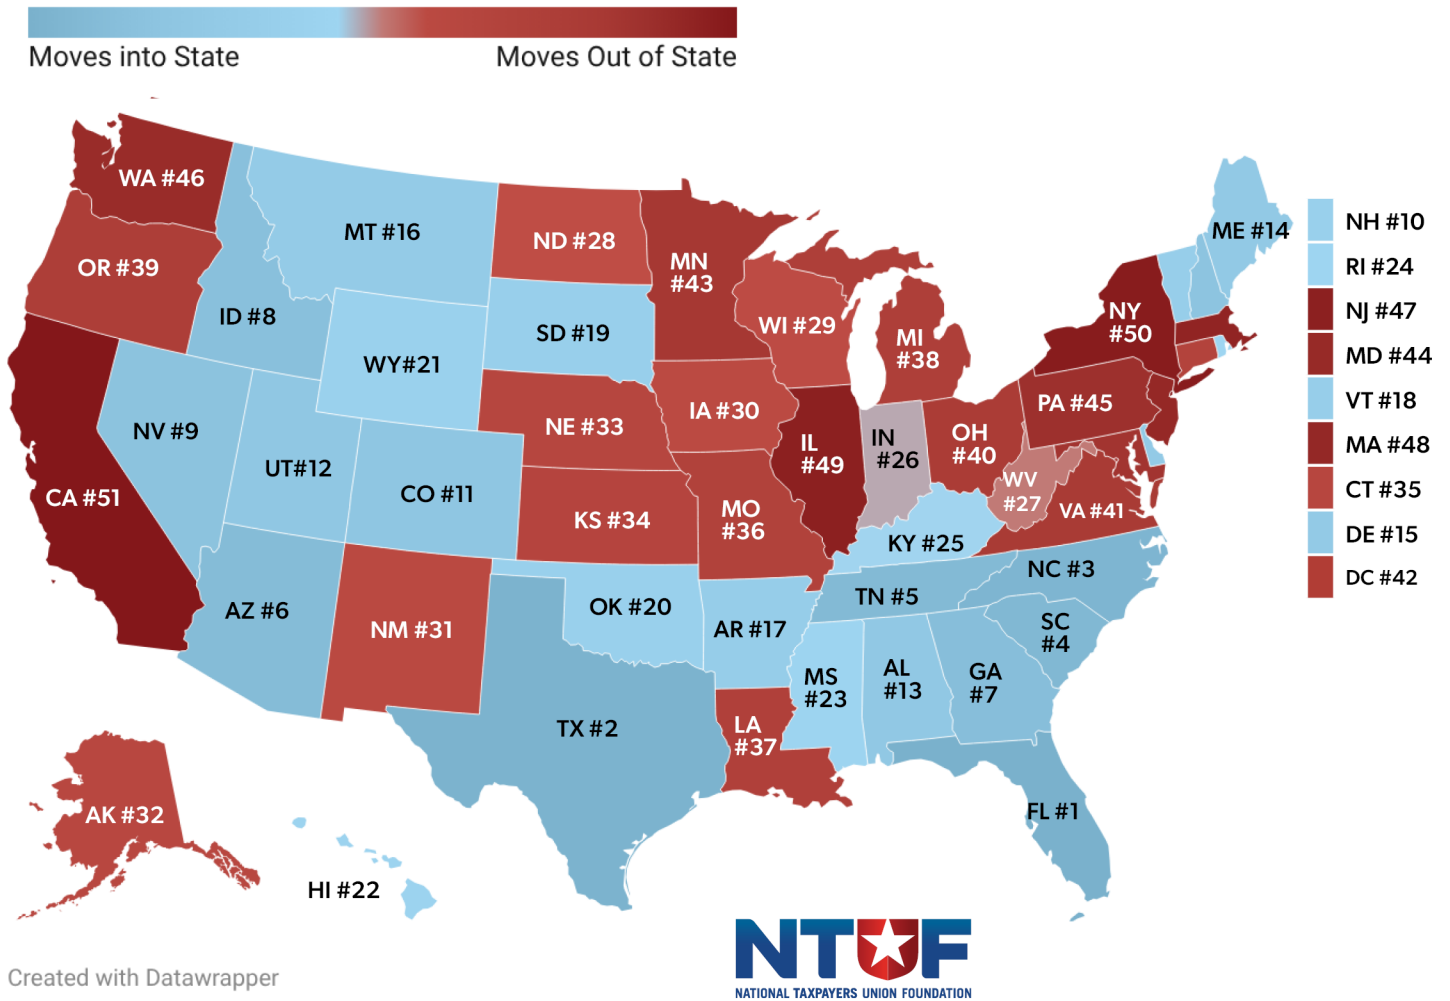 Moves into State
Moves Out of State
WA #46
OR #39
MT #16
ID #8
ND #28
MN
#43
SD #19
WY#21
WI #29
MI
#38
NY
#50
ME #14
NH #10
RI #24
NJ #47
MD #44
VT #18
MA #48
CT #35
DE #15
DC #42
CA #51
NV #9
UT#12
CO #11
NE #33
IA #30
IL
#49
IN
#26
OH
#40
PA #45
WV
#27
VA #41
KS #34
MO
#36
KY #25
NC #3
TN #5
SC
#4
AZ #6
NM #31
OK #20
AR #17
MS
#23
AL
#13
GA
#7
TX #2
LA
#37
FL #1
AK #32
HI #22
NTUF
NATIONAL TAXPAYERS UNION FOUNDATION
Created with Datawrapper